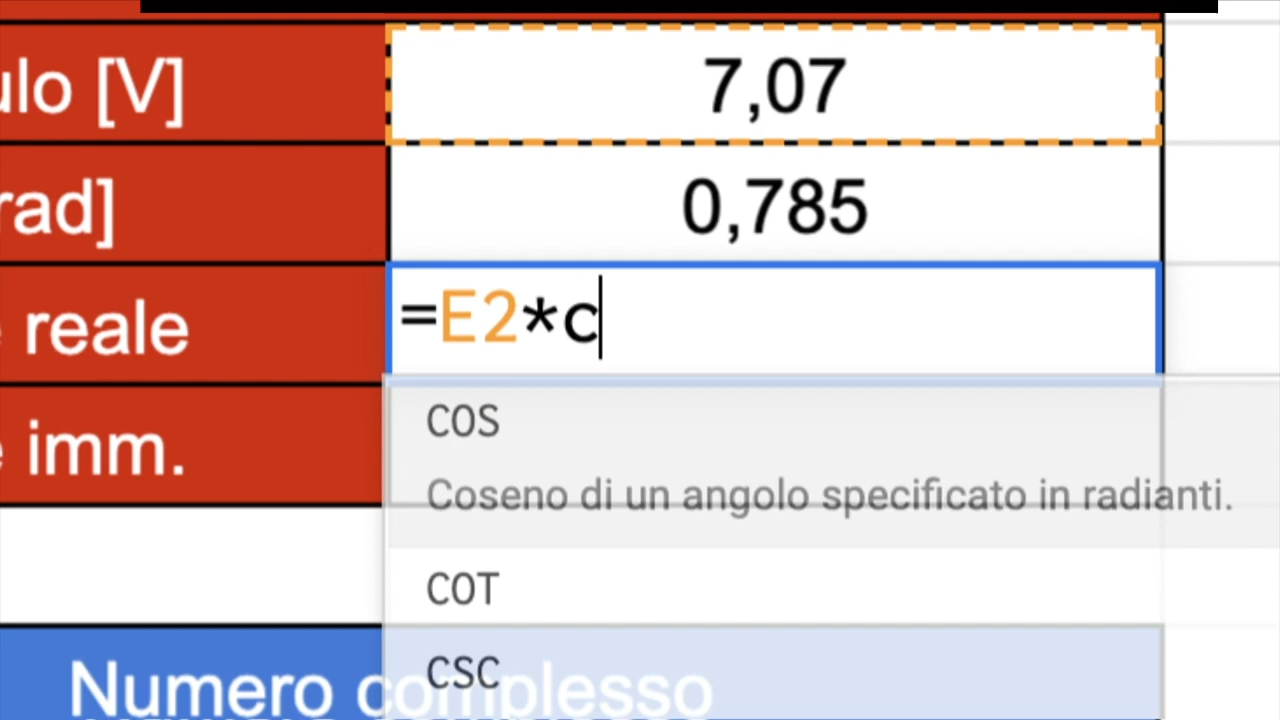 ulo [V] 7,07
rad] 0,785
reale =E2*c
imm.
COS
Coseno di un angolo specificato in radianti.
COT
CSC
Numero complesso